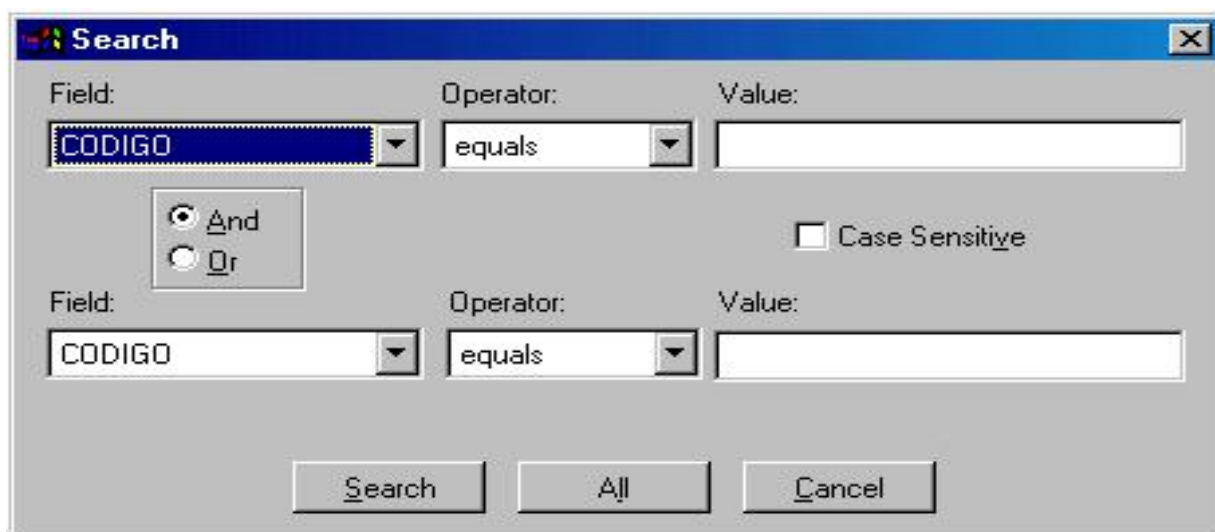 Search
Field: Operator: Value:
CODIGO equals
And
Or
Case Sensitive
Field: Operator: Value:
CODIGO equals
Search All Cancel